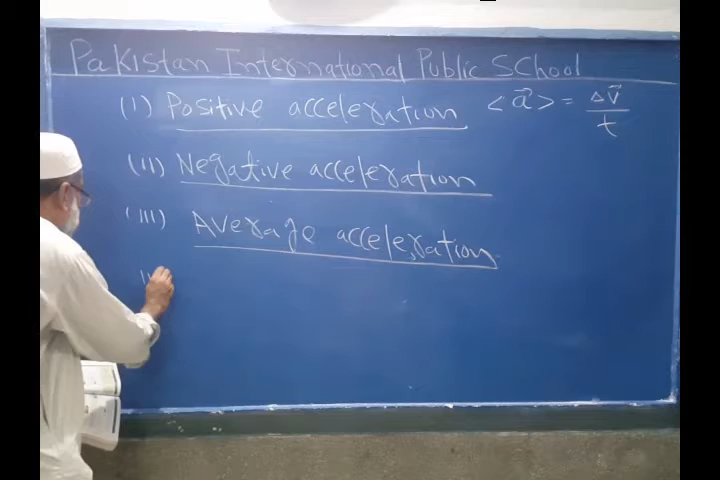 Pakistan International Public School
(I) Positive acceleration <a⃗> = Δv⃗/t
(II) Negative acceleration
(III) Average acceleration